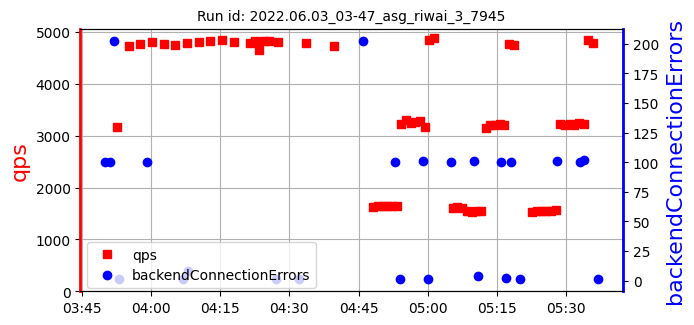 Run id: 2022.06.03_03-47_asg_riwai_3_7945
qps
5000
4000
3000
2000
1000
0
200
175
150
125
100
75
50
25
0
backendConnectionErrors
qps
backendConnectionErrors
03:45 04:00 04:15 04:30 04:45 05:00 05:15 05:30